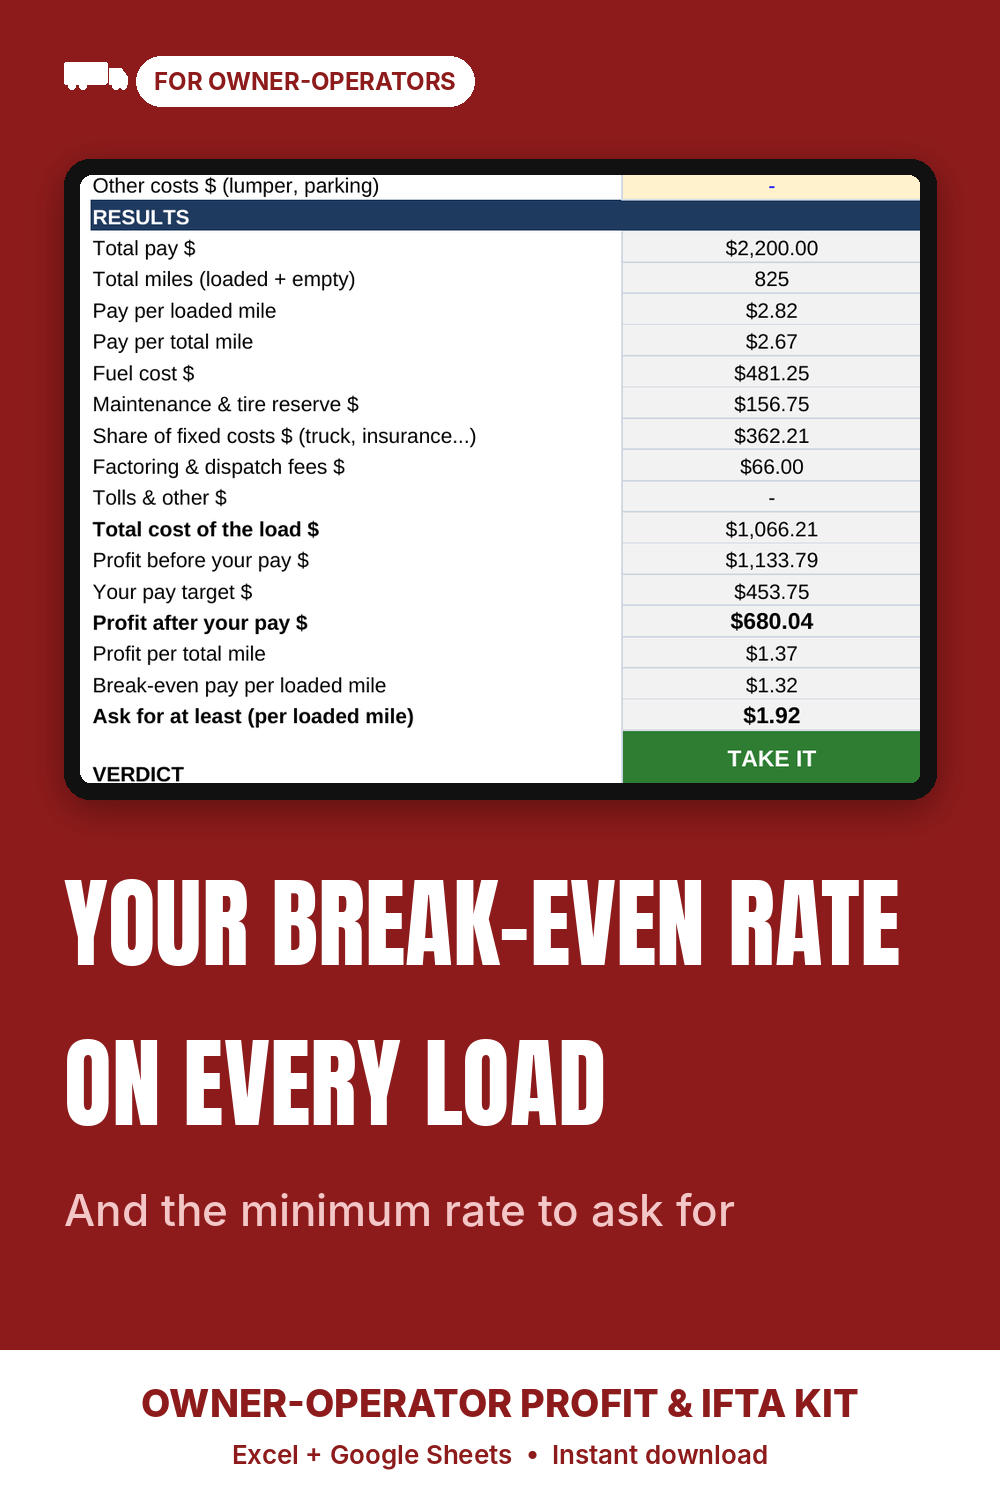 FOR OWNER-OPERATORS
Other costs $ (lumper, parking) -
RESULTS
Total pay $ $2,200.00
Total miles (loaded + empty) 825
Pay per loaded mile $2.82
Pay per total mile $2.67
Fuel cost $ $481.25
Maintenance & tire reserve $ $156.75
Share of fixed costs $ (truck, insurance...) $362.21
Factoring & dispatch fees $ $66.00
Tolls & other $ -
Total cost of the load $ $1,066.21
Profit before your pay $ $1,133.79
Your pay target $ $453.75
Profit after your pay $ $680.04
Profit per total mile $1.37
Break-even pay per loaded mile $1.32
Ask for at least (per loaded mile) $1.92
VERDICT TAKE IT
YOUR BREAK-EVEN RATE
ON EVERY LOAD
And the minimum rate to ask for
OWNER-OPERATOR PROFIT & IFTA KIT
Excel + Google Sheets • Instant download